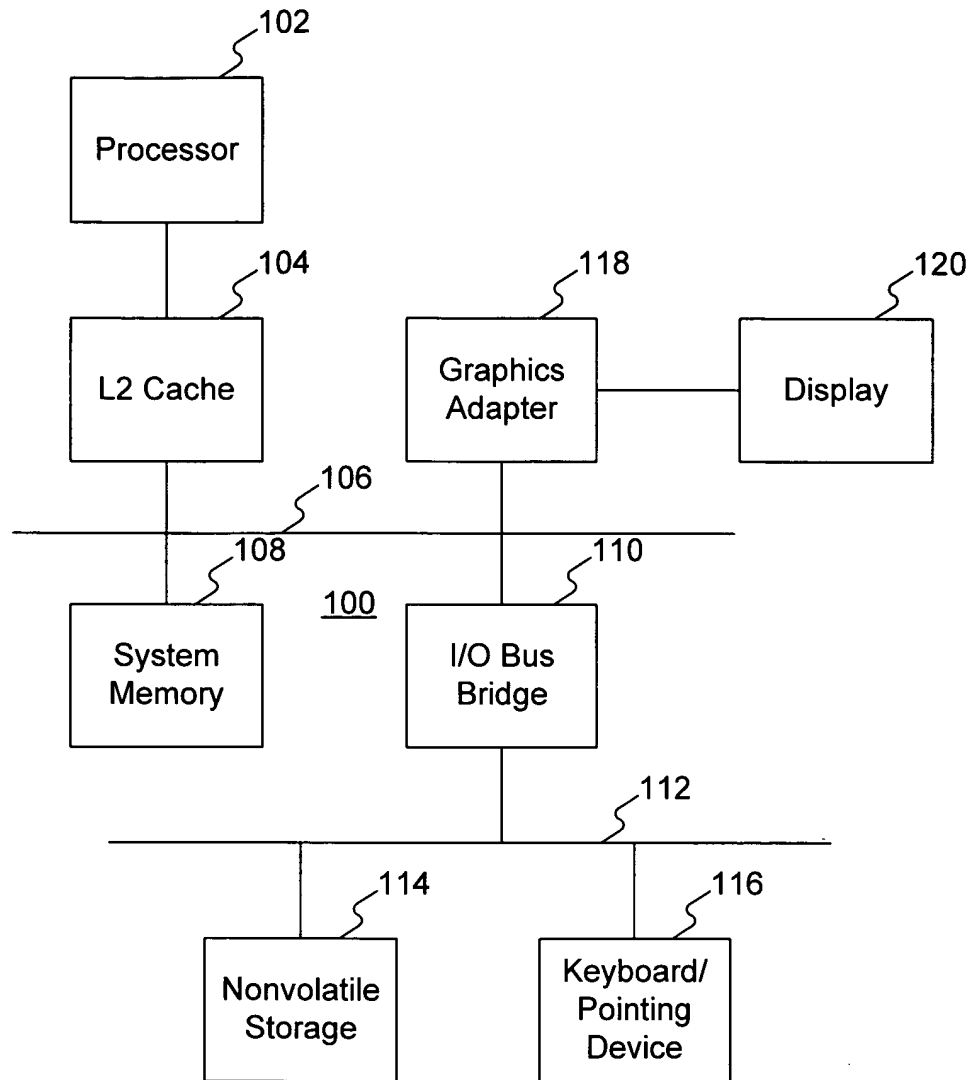 102
Processor
104
L2 Cache
118
Graphics
Adapter
120
Display
106
108
System
Memory
100
110
I/O Bus
Bridge
112
114
Nonvolatile
Storage
116
Keyboard/
Pointing
Device